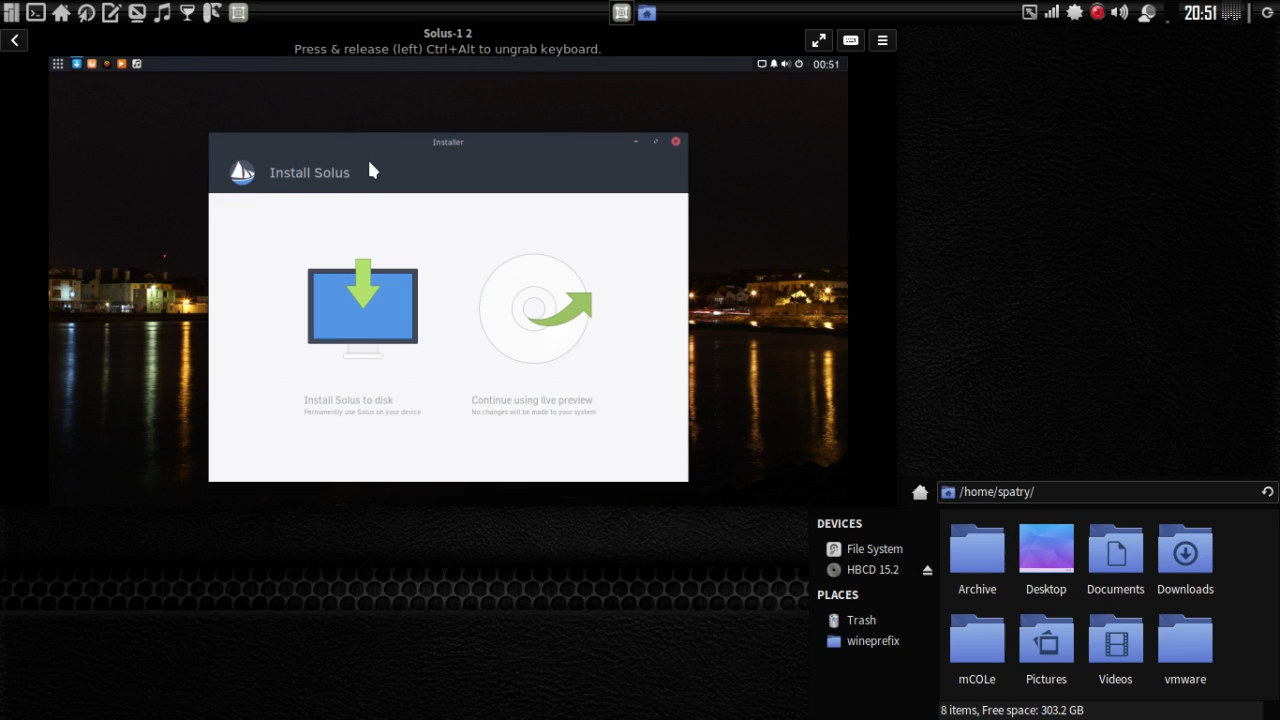 20:51
Solus-1 2
Press & release (left) Ctrl+Alt to ungrab keyboard.
00:51
Installer
Install Solus
Install Solus to disk
Permanently use Solus on your device
Continue using live preview
No changes will be made to your system
/home/spatry/
DEVICES
File System
HBCD 15.2
PLACES
Trash
wineprefix
Archive
Desktop
Documents
Downloads
mCOLe
Pictures
Videos
vmware
8 items, Free space: 303.2 GB